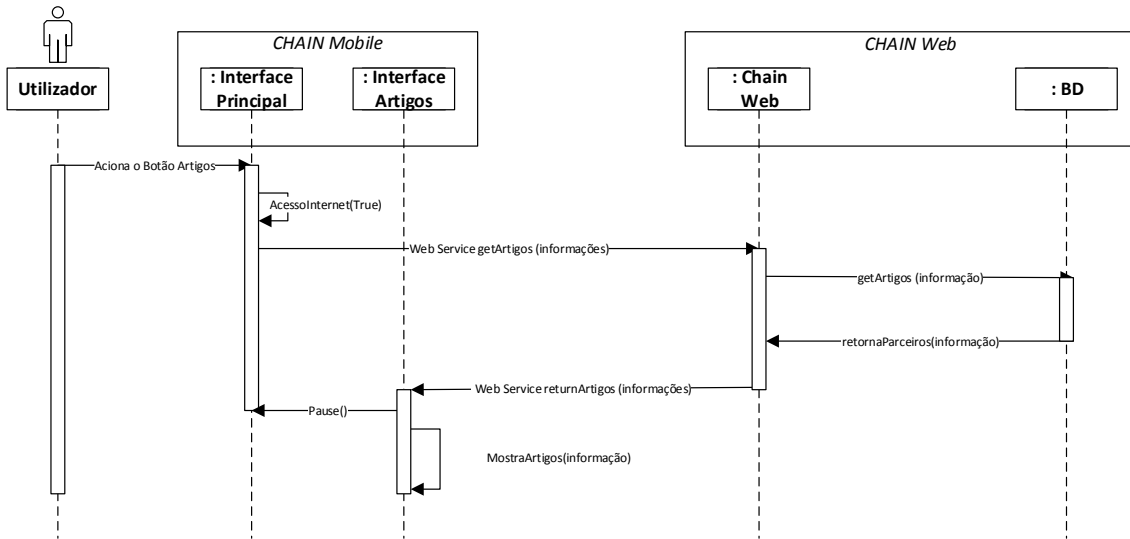 CHAIN Mobile
CHAIN Web
Utilizador
: Interface
Principal
: Interface
Artigos
: Chain
Web
: BD
Aciona o Botão Artigos
AcessoInternet(True)
Web Service getArtigos (informações)
getArtigos (informação)
retornaParceiros(informação)
Web Service returnArtigos (informações)
Pause()
MostraArtigos(informação)